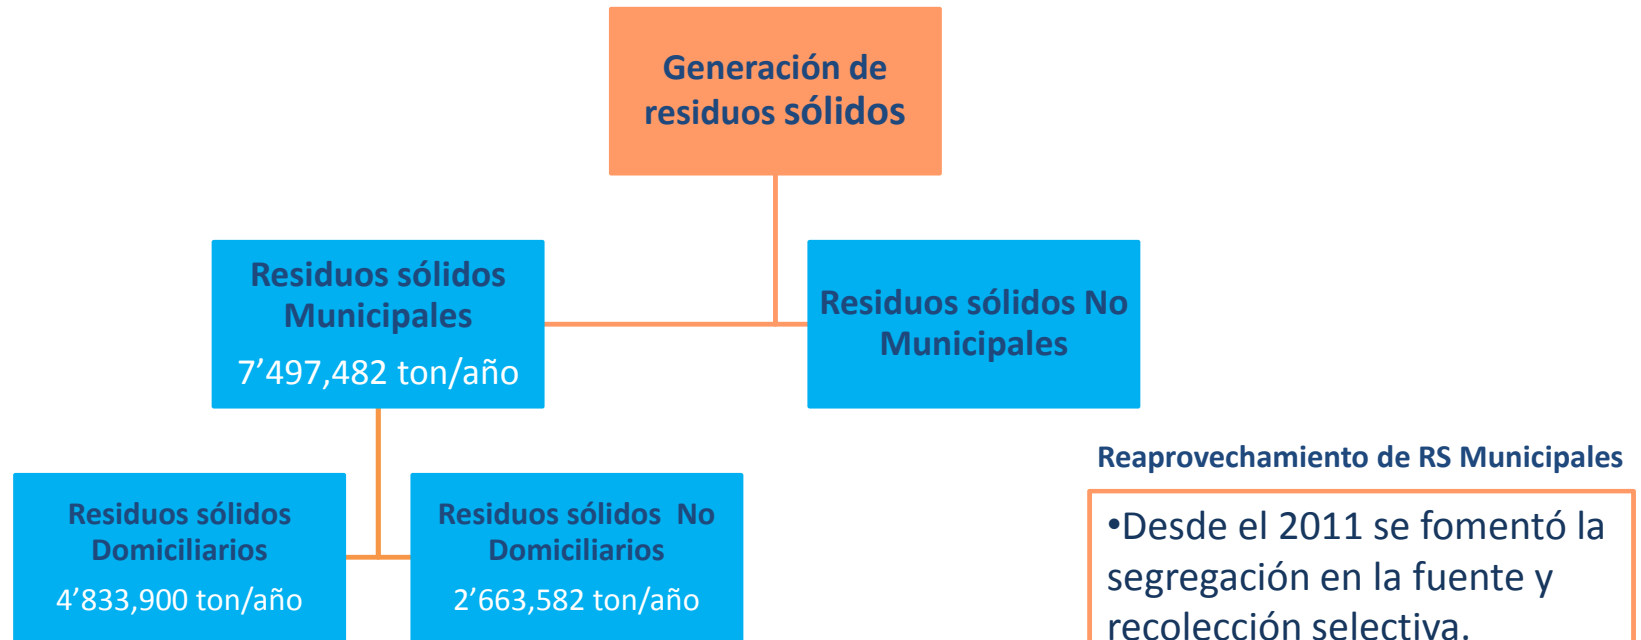 Generación de
residuos sólidos
Residuos sólidos
Municipales
7’497,482 ton/año
Residuos sólidos No
Municipales
Residuos sólidos
Domiciliarios
4’833,900 ton/año
Residuos sólidos No
Domiciliarios
2’663,582 ton/año
Reaprovechamiento de RS Municipales
•Desde el 2011 se fomentó la
segregación en la fuente y
recolección selectiva.